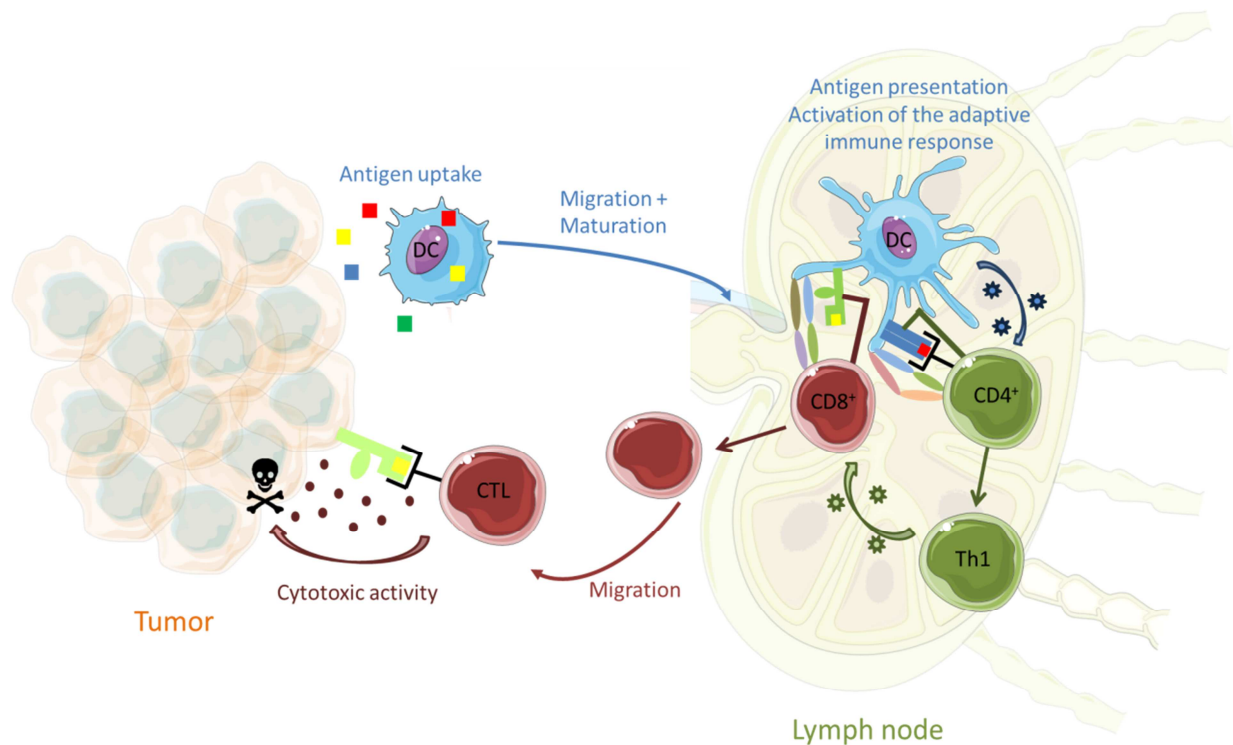 Antigen presentation
Activation of the adaptive
immune response
Antigen uptake
Migration +
Maturation
DC
DC
CD8⁺
CD4⁺
CTL
Th1
Cytotoxic activity
Migration
Tumor
Lymph node